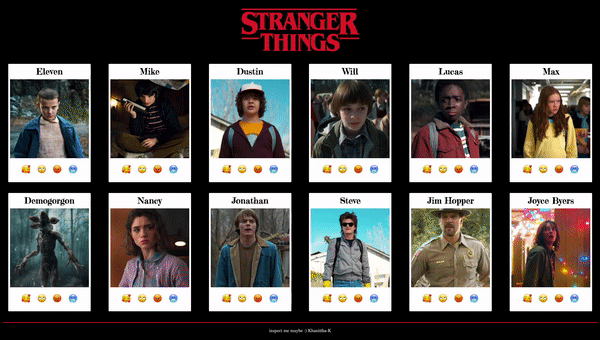 STRANGER
THINGS
Eleven
Mike
Dustin
Will
Lucas
Max
Demogorgon
Nancy
Jonathan
Steve
Jim Hopper
Joyce Byers
inspect me maybe :) Khanittha K